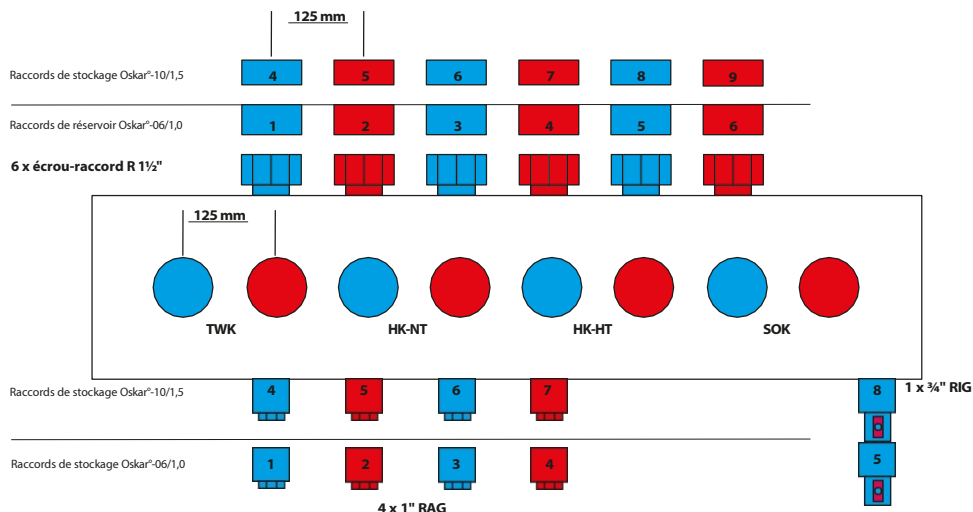 125 mm
Raccords de stockage Oskar°-10/1,5
4 5 6 7 8 9
Raccords de réservoir Oskar°-06/1,0
1 2 3 4 5 6
6 x écrou-raccord R 1½"
125 mm
TWK HK-NT HK-HT SOK
Raccords de stockage Oskar°-10/1,5
4 5 6 7 8
1 x ¾" RIG
Raccords de stockage Oskar°-06/1,0
1 2 3 4 5
4 x 1" RAG